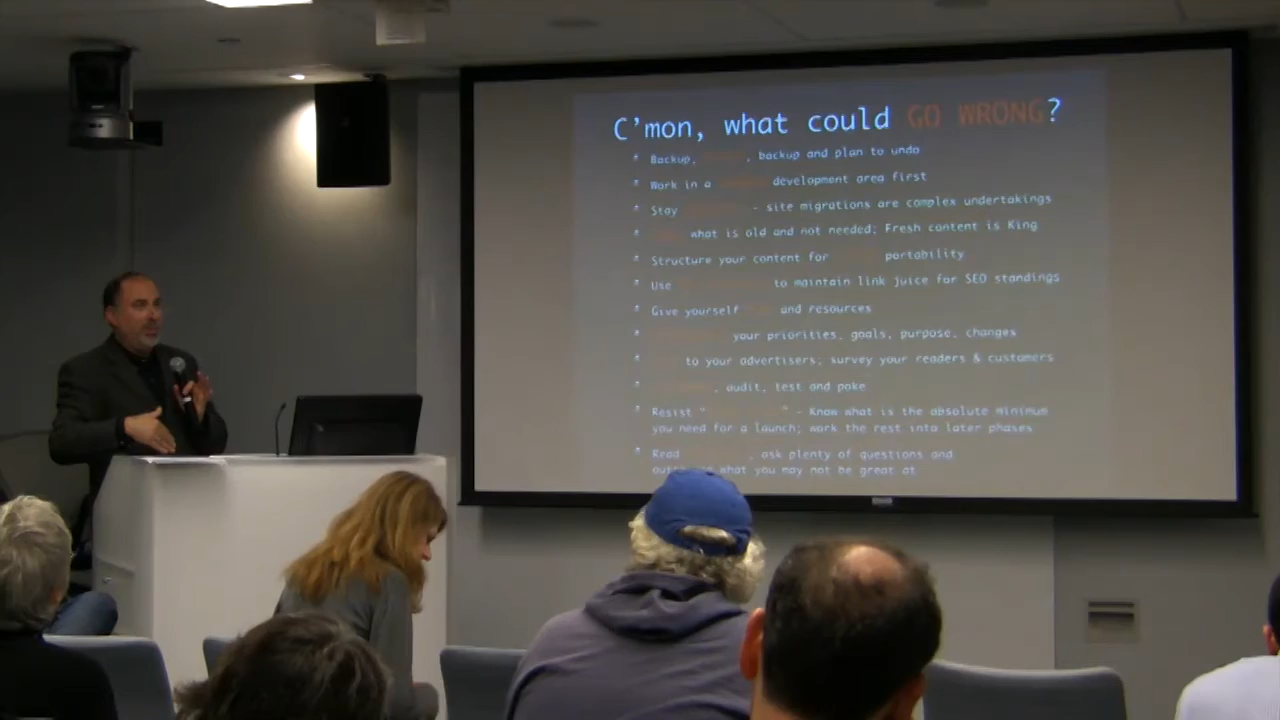 C'mon, what could GO WRONG?
* Backup, , backup and plan to undo
* Work in a development area first
* Stay - site migrations are complex undertakings
* what is old and not needed; Fresh content is King
* Structure your content for portability
* Use to maintain link juice for SEO standings
* Give yourself and resources
* your priorities, goals, purpose, changes
* to your advertisers; survey your readers & customers
* , audit, test and poke
* Resist " " - Know what is the absolute minimum
you need for a launch; work the rest into later phases
* Read , ask plenty of questions and
what you may not be great at